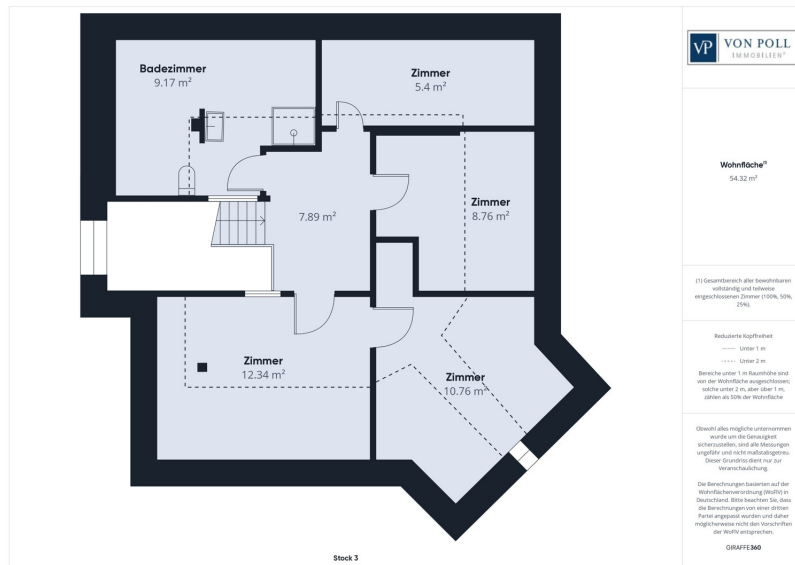 Badezimmer
9.17 m²
Zimmer
5.4 m²
Zimmer
8.76 m²
7.89 m²
Zimmer
12.34 m²
Zimmer
10.76 m²
Stock 3
VP VON POLL
IMMOBILIEN®
Wohnfläche⁽¹⁾
54.32 m²
(1) Gesamtbereich aller bewohnbaren
vollständig und teilweise
eingeschlossenen Zimmer (100%, 50%,
25%).
Reduzierte Kopffreiheit
Unter 1 m
Unter 2 m
Bereiche unter 1 m Raumhöhe sind
von der Wohnfläche ausgeschlossen;
solche unter 2 m, aber über 1 m,
zählen als 50% der Wohnfläche
Obwohl alles mögliche unternommen
wurde um die Genauigkeit
sicherzustellen, sind alle Messungen
ungefähr und nicht maßstabsgetreu.
Dieser Grundriss dient nur zur
Veranschaulichung.
Die Berechnungen basierten auf der
Wohnflächenverordnung (WoFlV) in
Deutschland. Bitte beachten Sie, dass
die Berechnungen von einer dritten
Partei angepasst wurden und daher
möglicherweise nicht den Vorschriften
der WoFlV entsprechen.
GIRAFFE360